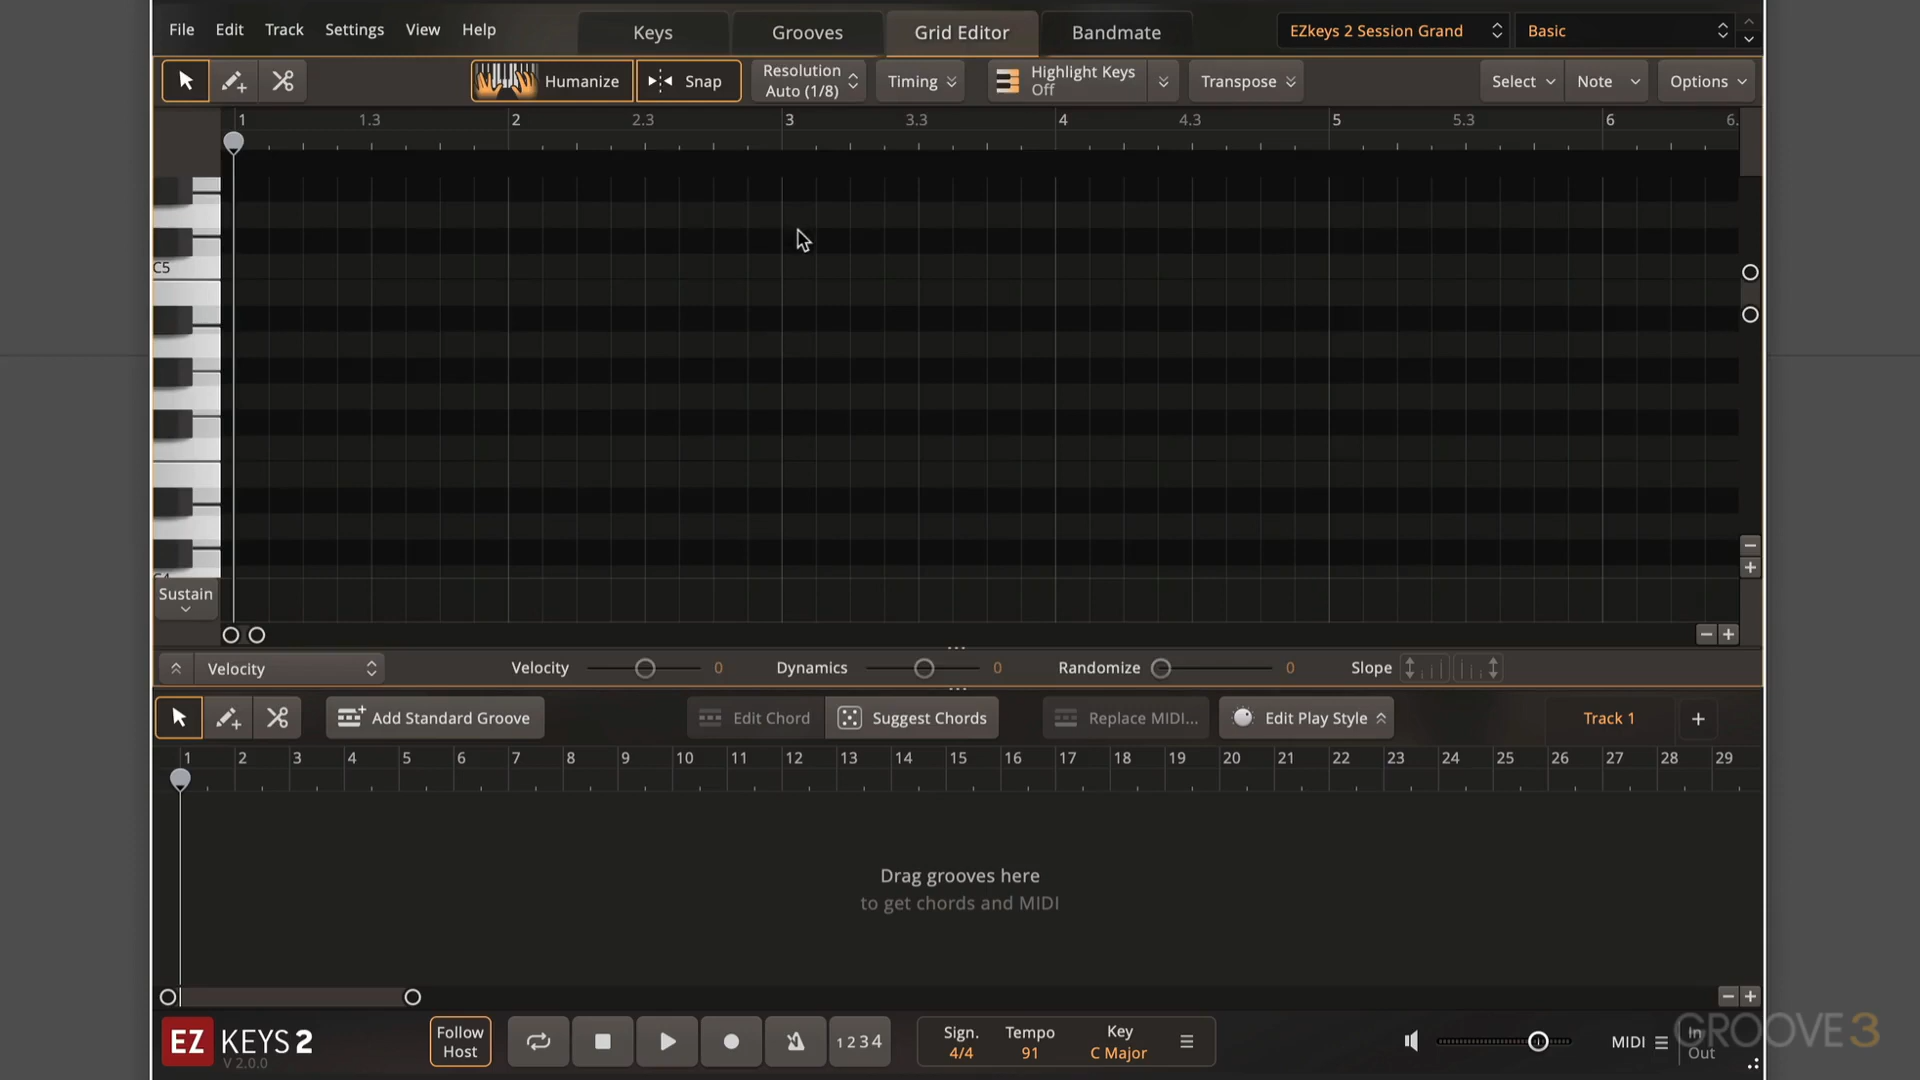 File Edit Track Settings View Help Keys Grooves Grid Editor Bandmate EZkeys 2 Session Grand Basic
Humanize Snap Resolution Auto (1/8) Timing Highlight Keys Off Transpose Select Note Options
1 1.3 2 2.3 3 3.3 4 4.3 5 5.3 6 6.
C5
Sustain
Velocity Velocity 0 Dynamics 0 Randomize 0 Slope
Add Standard Groove Edit Chord Suggest Chords Replace MIDI... Edit Play Style Track 1 +
1 2 3 4 5 6 7 8 9 10 11 12 13 14 15 16 17 18 19 20 21 22 23 24 25 26 27 28 29
Drag grooves here
to get chords and MIDI
EZ KEYS 2 V 2.0.0 Follow Host 1 2 3 4 Sign. 4/4 Tempo 91 Key C Major MIDI In Out
GROOVE 3